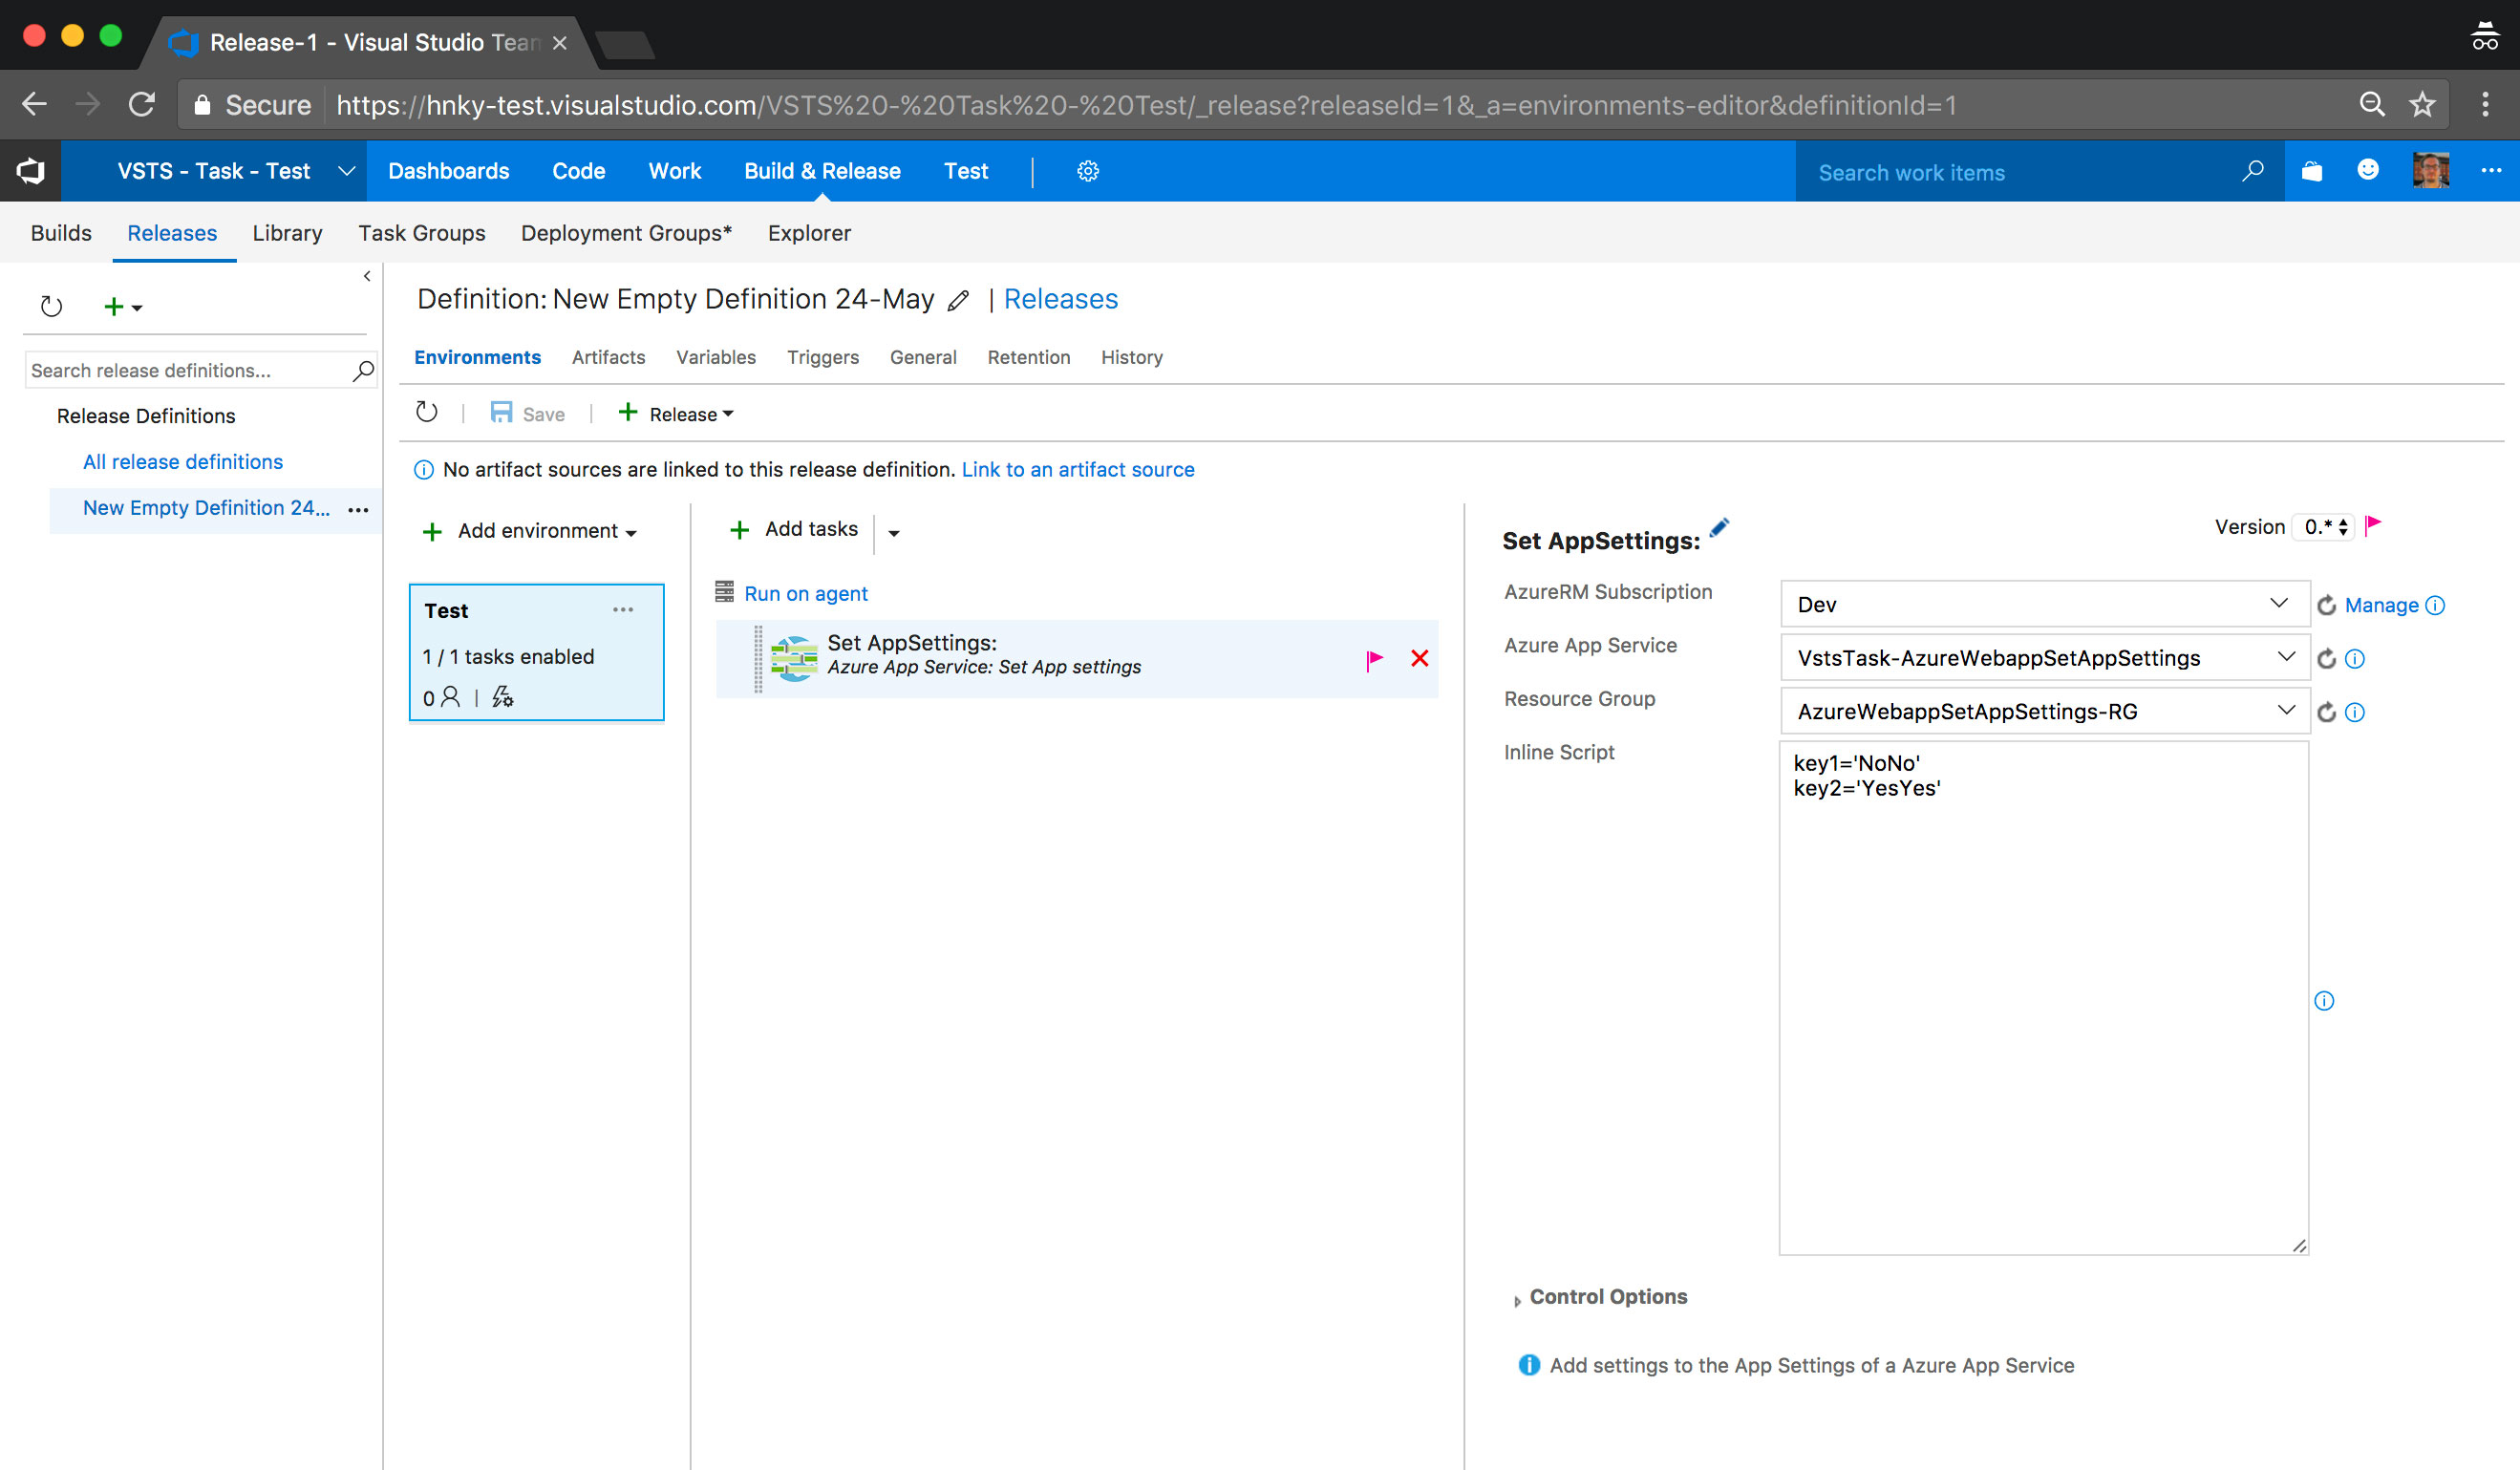 Release-1 - Visual Studio Team
Secure https://hnky-test.visualstudio.com/VSTS%20-%20Task%20-%20Test/_release?releaseId=1&_a=environments-editor&definitionId=1
VSTS - Task - Test Dashboards Code Work Build & Release Test Search work items
Builds Releases Library Task Groups Deployment Groups* Explorer
Definition: New Empty Definition 24-May | Releases
Search release definitions...
Release Definitions
All release definitions
New Empty Definition 24...
Environments Artifacts Variables Triggers General Retention History
Save Release
No artifact sources are linked to this release definition. Link to an artifact source
Add environment
Test
1 / 1 tasks enabled
0
Add tasks
Run on agent
Set AppSettings:
Azure App Service: Set App settings
Set AppSettings:
Version 0.*
AzureRM Subscription Dev Manage
Azure App Service VstsTask-AzureWebappSetAppSettings
Resource Group AzureWebappSetAppSettings-RG
Inline Script
key1='NoNo'
key2='YesYes'
Control Options
Add settings to the App Settings of a Azure App Service